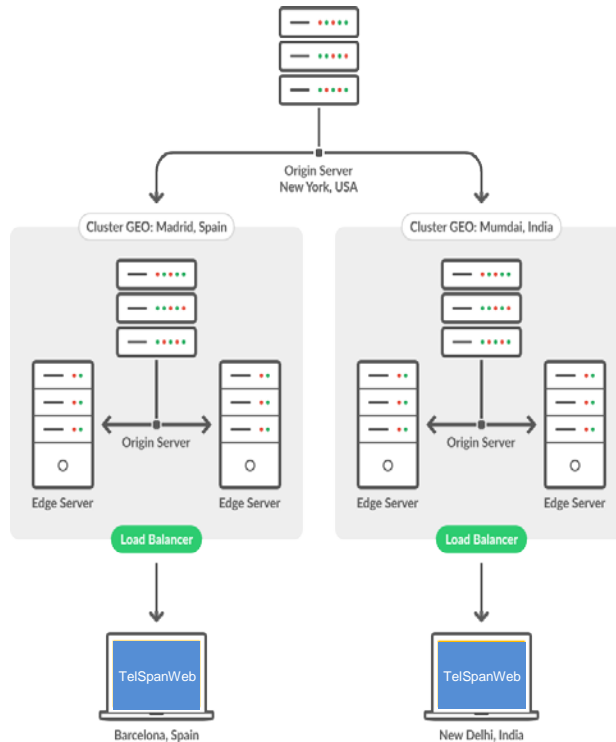 Origin Server
New York, USA
Cluster GEO: Madrid, Spain
Cluster GEO: Mumdai, India
Origin Server
Origin Server
Edge Server
Edge Server
Edge Server
Edge Server
Load Balancer
Load Balancer
TelSpanWeb
TelSpanWeb
Barcelona, Spain
New Delhi, India